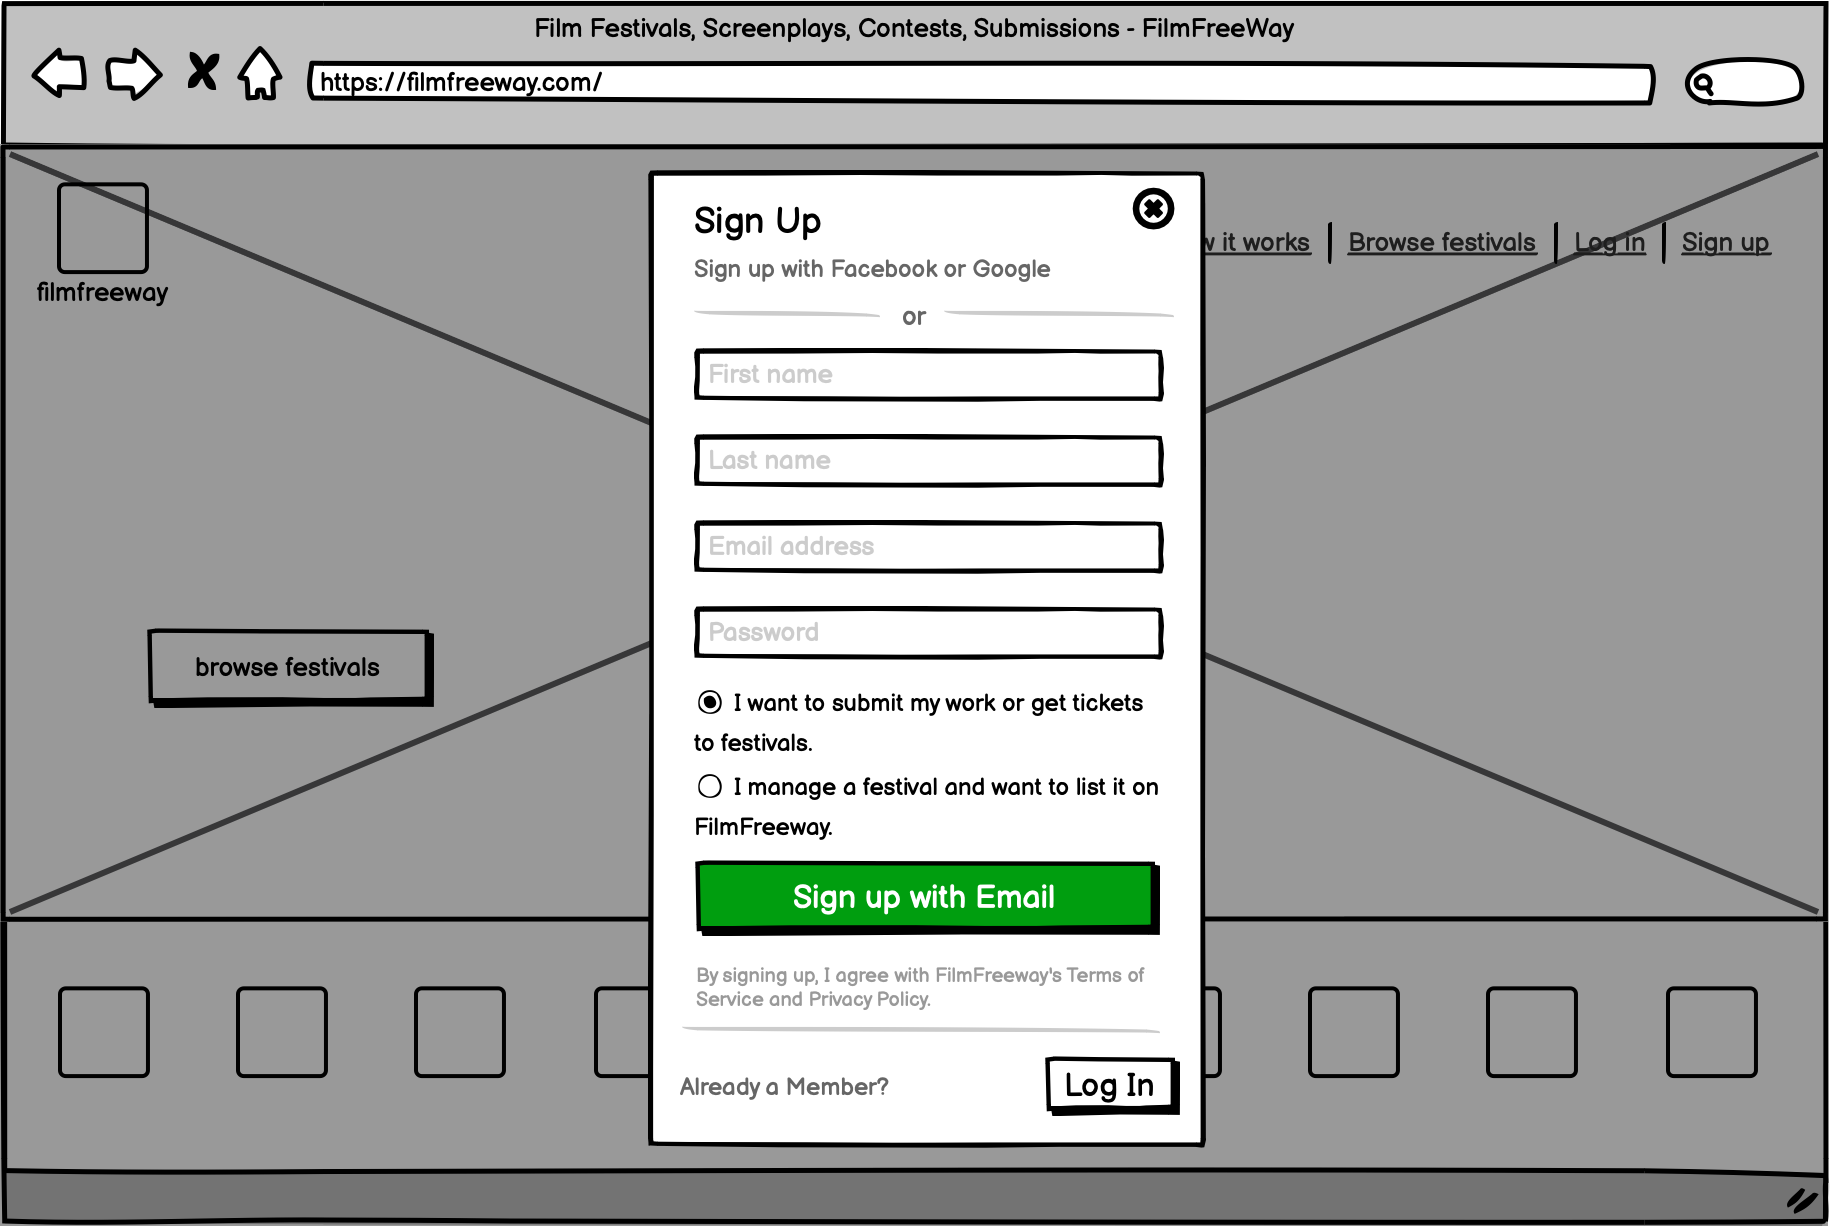 Film Festivals, Screenplays, Contests, Submissions - FilmFreeWay
https://filmfreeway.com/
filmfreeway
w it works
Browse festivals
Log In
Sign up
browse festivals
Sign Up
Sign up with Facebook or Google
or
First name
Last name
Email address
Password
I want to submit my work or get tickets
to festivals.
I manage a festival and want to list it on
FilmFreeway.
Sign up with Email
By signing up, I agree with FilmFreeway's Terms of
Service and Privacy Policy.
Already a Member?
Log In